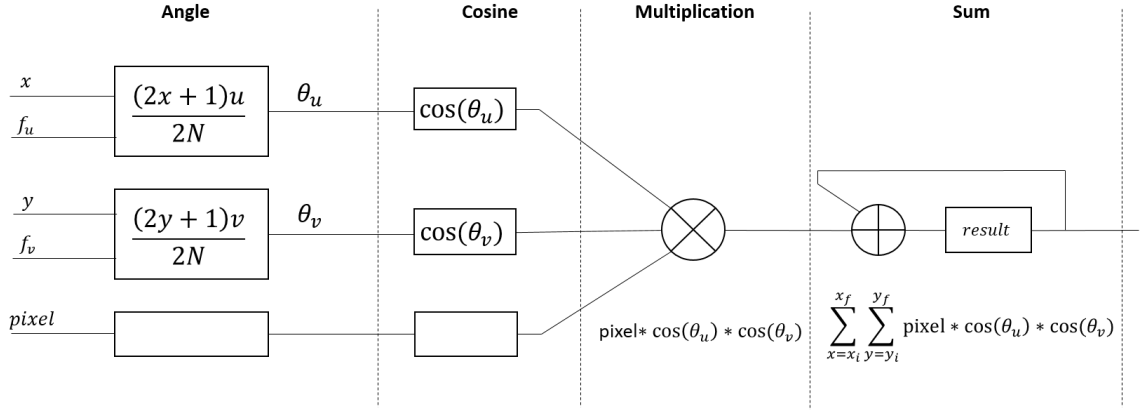 Angle Cosine Multiplication Sum
x
f_u
(2x + 1)u
2N
θ_u
cos(θ_u)
y
f_v
(2y + 1)v
2N
θ_v
cos(θ_v)
result
pixel
pixel* cos(θ_u) * cos(θ_v)
x_f y_f
∑ ∑ pixel * cos(θ_u) * cos(θ_v)
x=x_i y=y_i